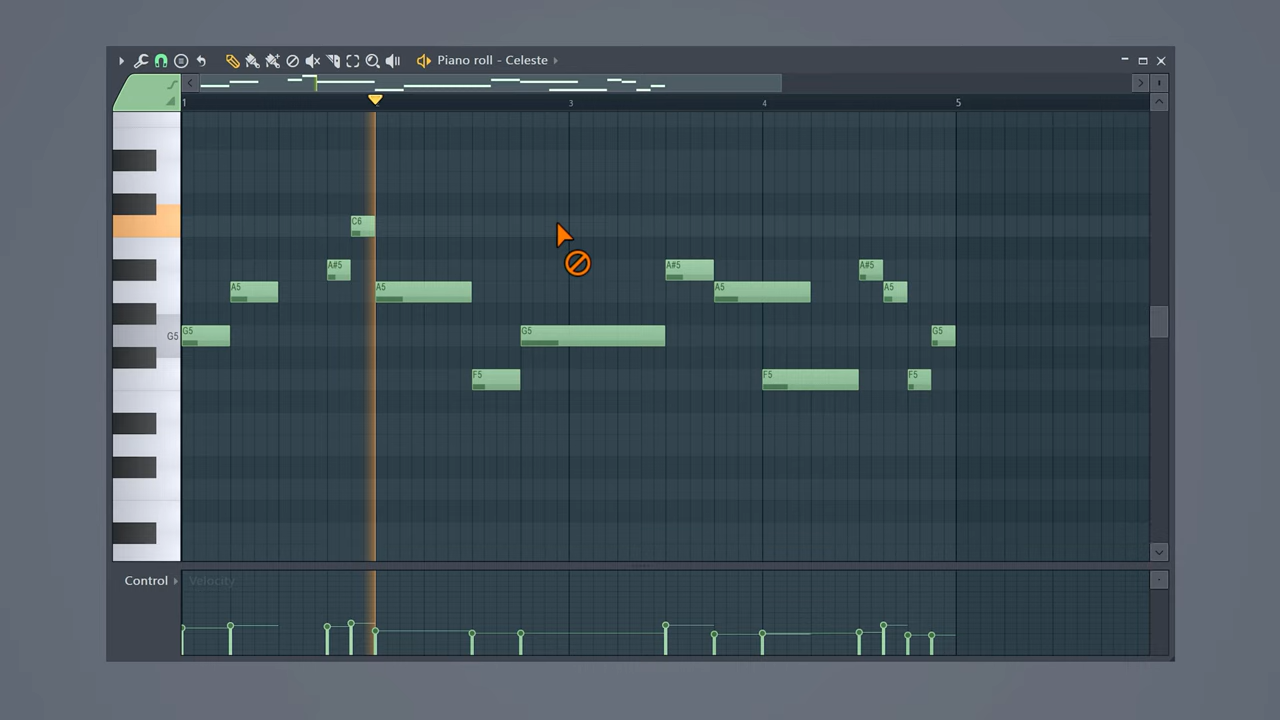 Piano roll - Celeste
1 3 4 5
C6
A#5 A#5 A#5
A5 A5 A5 A5
G5 G5 G5 G5
F5 F5 F5
Control Velocity